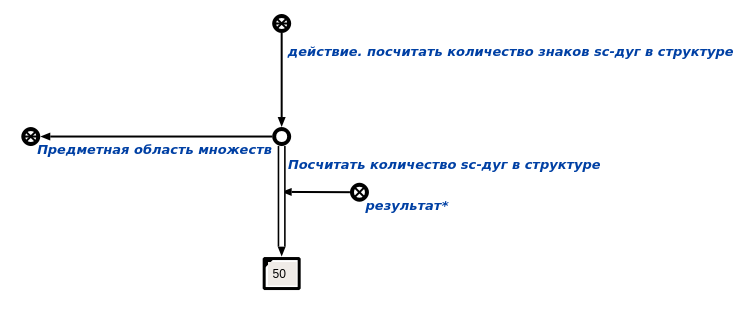 действие. посчитать количество знаков sc-дуг в структуре
Предметная область множеств
Посчитать количество sc-дуг в структуре
результат*
50